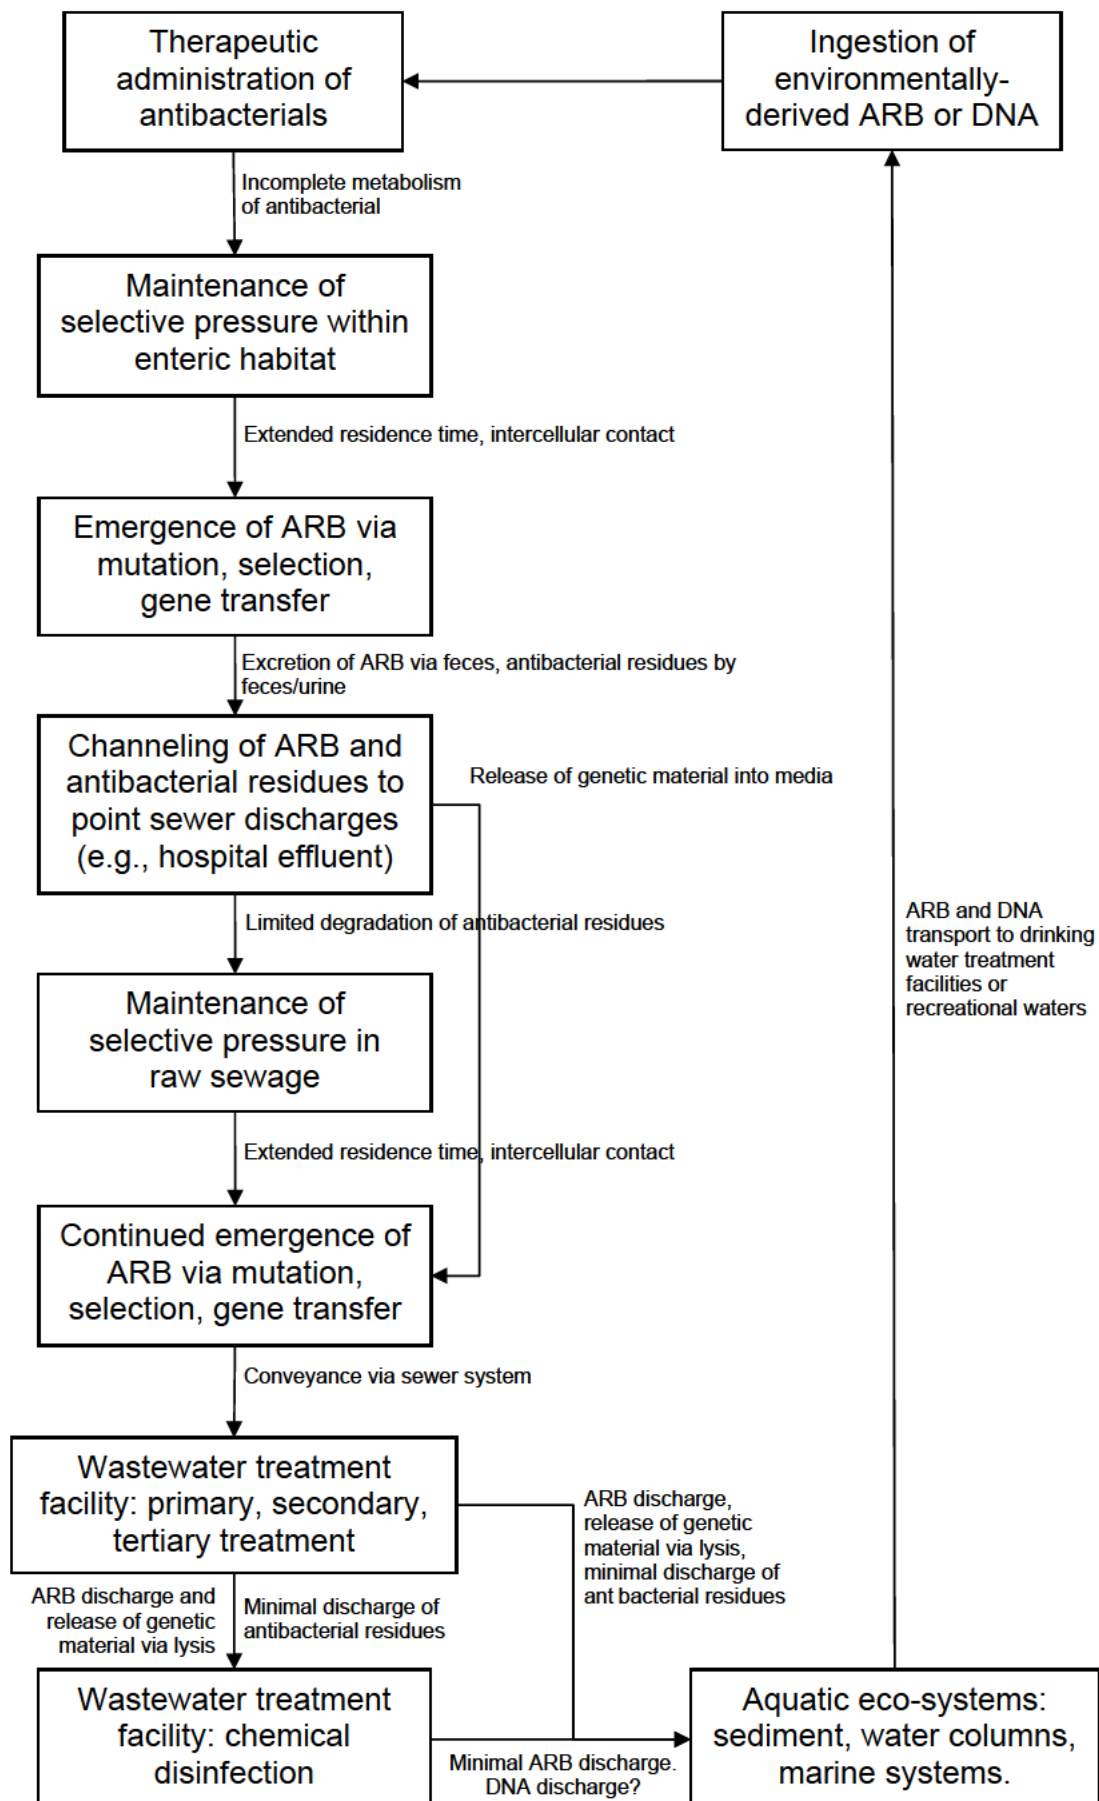 Therapeutic
administration of
antibacterials
Ingestion of
environmentally-
derived ARB or DNA
Incomplete metabolism
of antibacterial
Maintenance of
selective pressure within
enteric habitat
Extended residence time, intercellular contact
Emergence of ARB via
mutation, selection,
gene transfer
Excretion of ARB via feces, antibacterial residues by
feces/urine
Channeling of ARB and
antibacterial residues to
point sewer discharges
(e.g., hospital effluent)
Release of genetic material into media
Limited degradation of antibacterial residues
ARB and DNA
transport to drinking
water treatment
facilities or
recreational waters
Maintenance of
selective pressure in
raw sewage
Extended residence time, intercellular contact
Continued emergence of
ARB via mutation,
selection, gene transfer
Conveyance via sewer system
Wastewater treatment
facility: primary, secondary,
tertiary treatment
ARB discharge,
release of genetic
material via lysis,
minimal discharge of
ant bacterial residues
ARB discharge and
release of genetic
material via lysis
Minimal discharge of
antibacterial residues
Wastewater treatment
facility: chemical
disinfection
Minimal ARB discharge.
DNA discharge?
Aquatic eco-systems:
sediment, water columns,
marine systems.